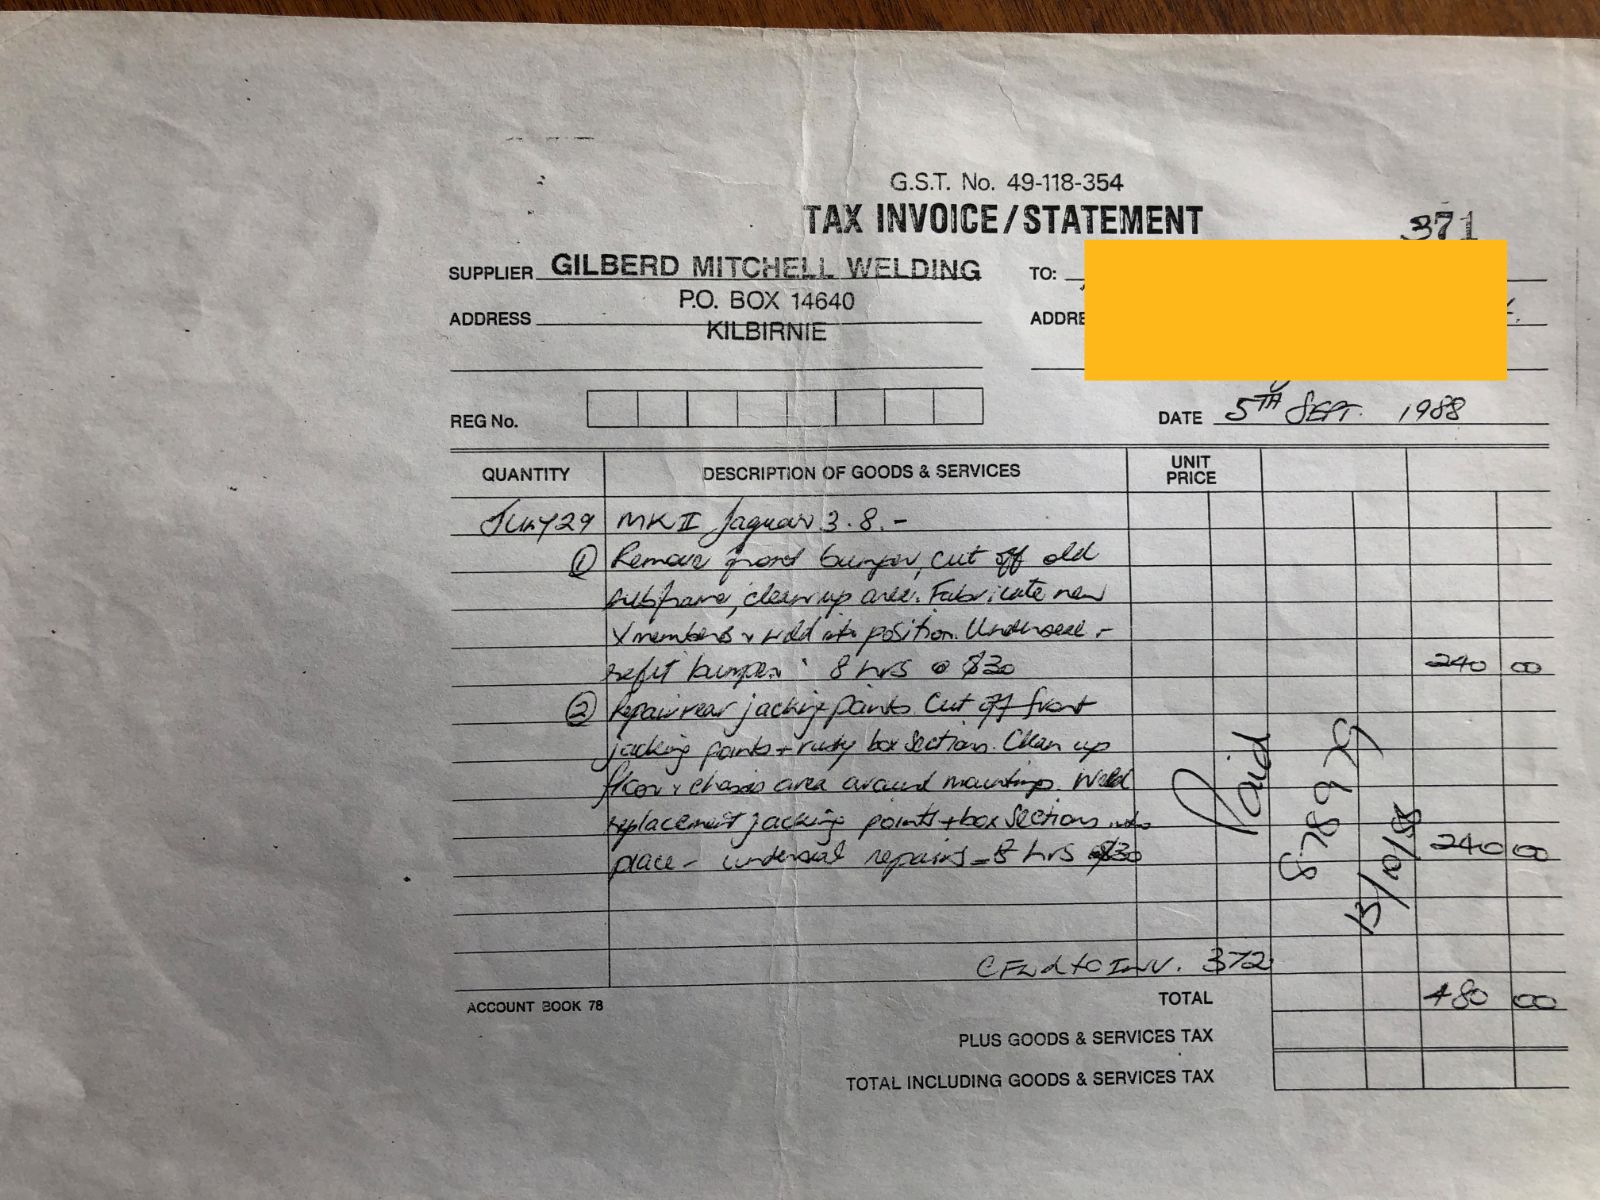 G.S.T. No. 49-118-354
TAX INVOICE/STATEMENT
371
SUPPLIER GILBERD MITCHELL WELDING
TO:
P.O. BOX 14640
ADDRESS
ADDRE
KILBIRNIE
REG No.
DATE 5TH SEPT. 1988
QUANTITY
DESCRIPTION OF GOODS & SERVICES
UNIT PRICE
JULY 29 MK II Jaguar 3.8.-
① Remove front bumper, cut off old
subframe, clean up area. Fabricate new
Xmembers & weld into position. Underseal -
refit bumper. 8 hrs @ $30 240 00
② Repair rear jacking points. Cut off front
jacking points + rusty box sections. Clean up
floor & chassis area around mountings. Weld
replacement jacking points + box sections into
place - underseal repairs - 8 hrs @ $30 240 00
Paid
878979
13/10/88
C Fwd to INV. 372
ACCOUNT BOOK 78
TOTAL 480 00
PLUS GOODS & SERVICES TAX
TOTAL INCLUDING GOODS & SERVICES TAX